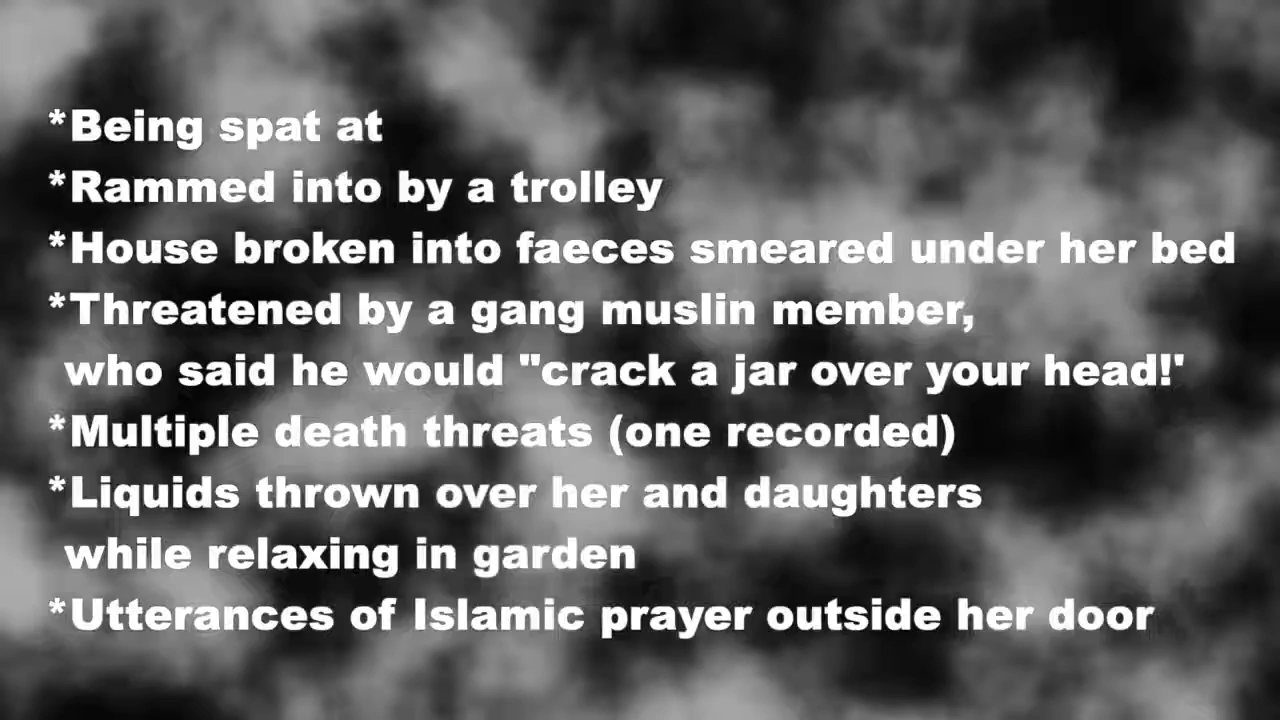 *Being spat at
*Rammed into by a trolley
*House broken into faeces smeared under her bed
*Threatened by a gang muslin member,
who said he would "crack a jar over your head!'
*Multiple death threats (one recorded)
*Liquids thrown over her and daughters
while relaxing in garden
*Utterances of Islamic prayer outside her door